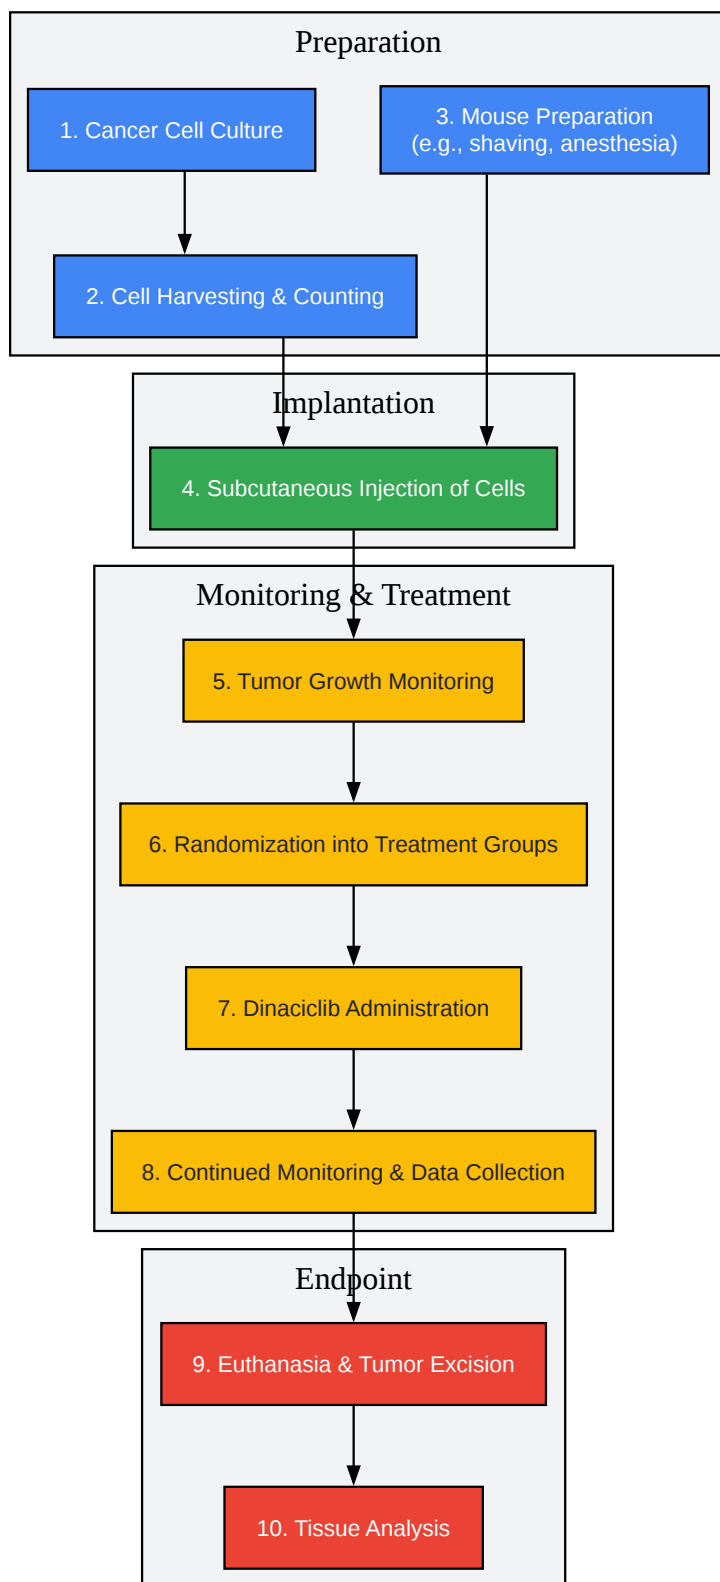 Preparation
1. Cancer Cell Culture
3. Mouse Preparation
(e.g., shaving, anesthesia)
2. Cell Harvesting & Counting
Implantation
4. Subcutaneous Injection of Cells
Monitoring & Treatment
5. Tumor Growth Monitoring
6. Randomization into Treatment Groups
7. Dinaciclib Administration
8. Continued Monitoring & Data Collection
Endpoint
9. Euthanasia & Tumor Excision
10. Tissue Analysis